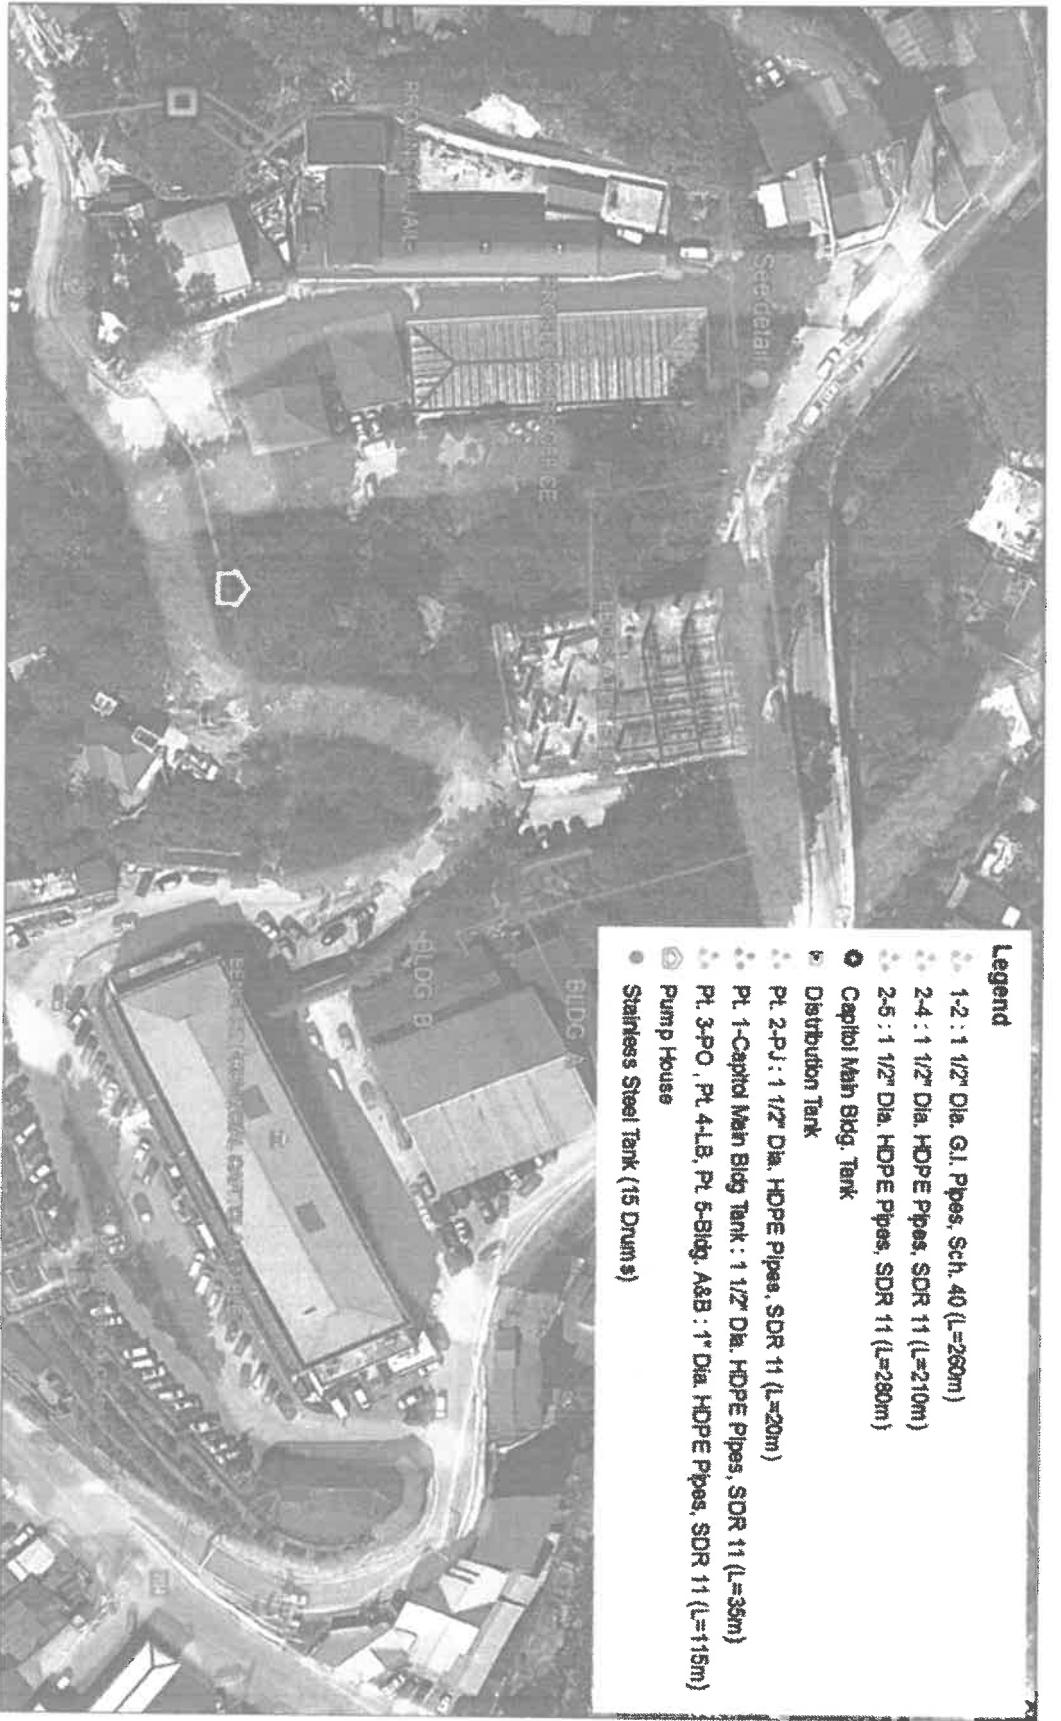 Legend
1-2 : 1 1/2" Dia. G.I. Pipes, Sch. 40 (L=260m)
2-4 : 1 1/2" Dia. HDPE Pipes, SDR 11 (L=210m)
2-5 : 1 1/2" Dia. HDPE Pipes, SDR 11 (L=280m)
Capitol Main Bldg. Tank
Distribution Tank
Pt. 2-PJ : 1 1/2" Dia. HDPE Pipes, SDR 11 (L=20m)
Pt. 1-Capitol Main Bldg Tank : 1 1/2" Dia. HDPE Pipes, SDR 11 (L=35m)
Pt. 3-PO , Pt. 4-LB, Pt. 5-Bldg. A&B : 1" Dia. HDPE Pipes, SDR 11 (L=115m)
Pump House
Stainless Steel Tank (15 Drums)
See detail
JAIL
OFFICE
BLDG A
BLDG B